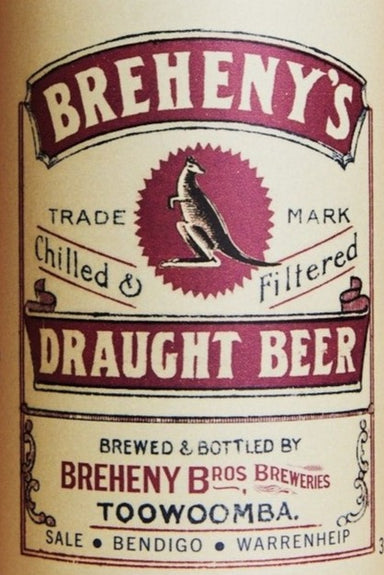 BREHENY'S
TRADE MARK
Chilled & Filtered
DRAUGHT BEER
BREWED & BOTTLED BY
BREHENY BROS, BREWERIES
TOOWOOMBA.
SALE • BENDIGO • WARRENHEIP